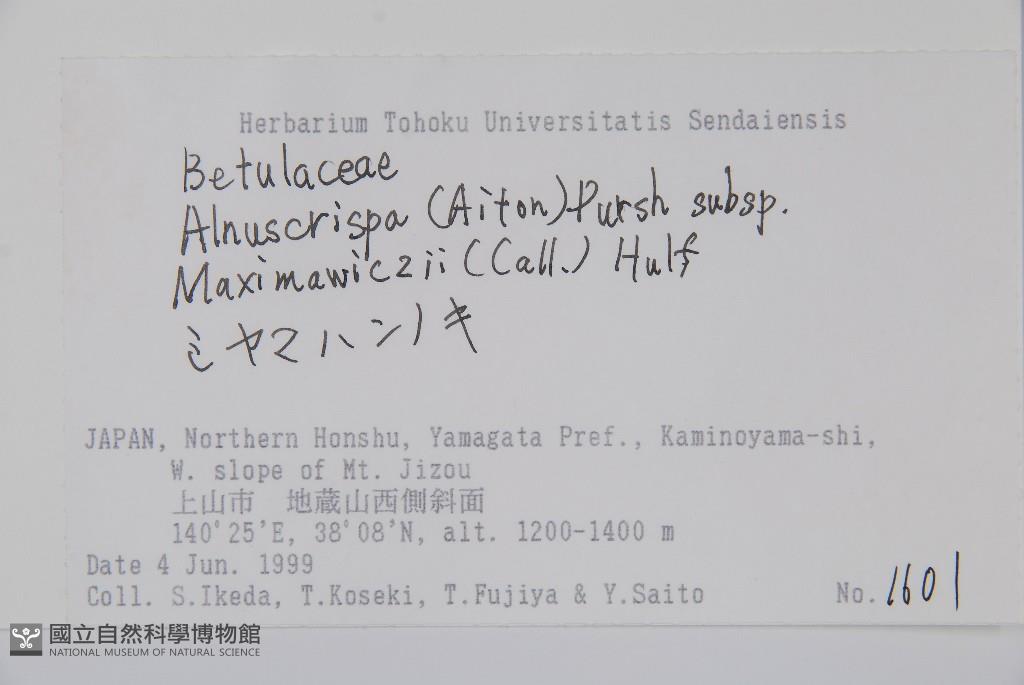 Herbarium Tohoku Universitatis Sendaiensis
Betulaceae
Alnuscrispa (Aiton) Pursh subsp.
Maximawiczii (Call.) Hulf
ミヤマハンノキ
JAPAN, Northern Honshu, Yamagata Pref., Kaminoyama-shi,
W. slope of Mt. Jizou
上山市 地蔵山西側斜面
140°25'E, 38°08'N, alt. 1200-1400 m
Date 4 Jun. 1999
Coll. S.Ikeda, T.Koseki, T.Fujiya & Y.Saito No. 1601
國立自然科學博物館
NATIONAL MUSEUM OF NATURAL SCIENCE